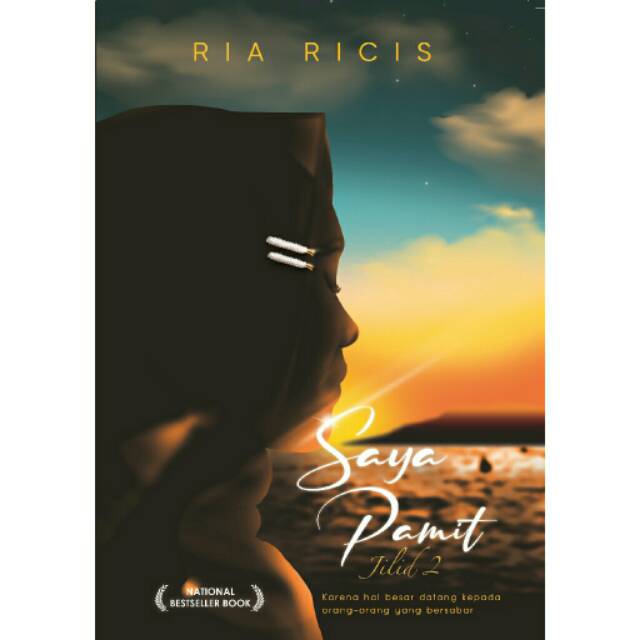 RIA RICIS
Saya
Pamit
Jilid 2
NATIONAL
BESTSELLER BOOK
Karena hal besar datang kepada
orang-orang yang bersabar